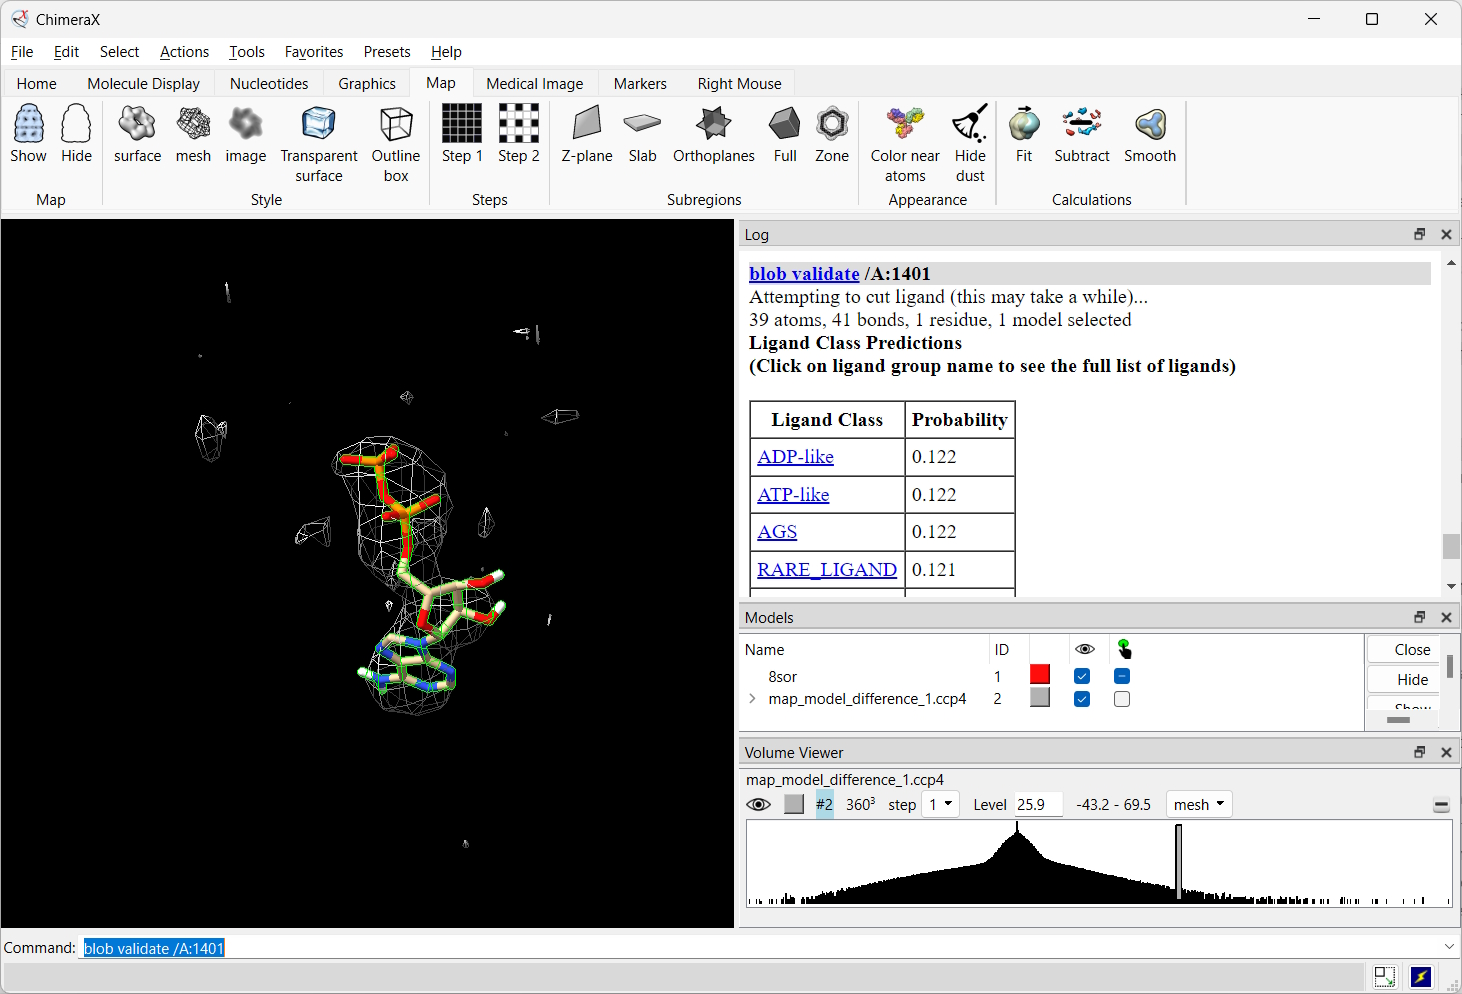 ChimeraX
File Edit Select Actions Tools Favorites Presets Help
Home Molecule Display Nucleotides Graphics Map Medical Image Markers Right Mouse
Show Hide surface mesh image Transparent surface Outline box Step 1 Step 2 Z-plane Slab Orthoplanes Full Zone Color near atoms Hide dust Fit Subtract Smooth
Map Style Steps Subregions Appearance Calculations
Log
blob validate /A:1401
Attempting to cut ligand (this may take a while)...
39 atoms, 41 bonds, 1 residue, 1 model selected
Ligand Class Predictions
(Click on ligand group name to see the full list of ligands)
Ligand Class Probability
ADP-like 0.122
ATP-like 0.122
AGS 0.122
RARE_LIGAND 0.121
Models
Name ID
8sor 1
map_model_difference_1.ccp4 2
Close
Hide
Show
Volume Viewer
map_model_difference_1.ccp4
#2 360³ step 1 Level 25.9 -43.2 - 69.5 mesh
Command: blob validate /A:1401